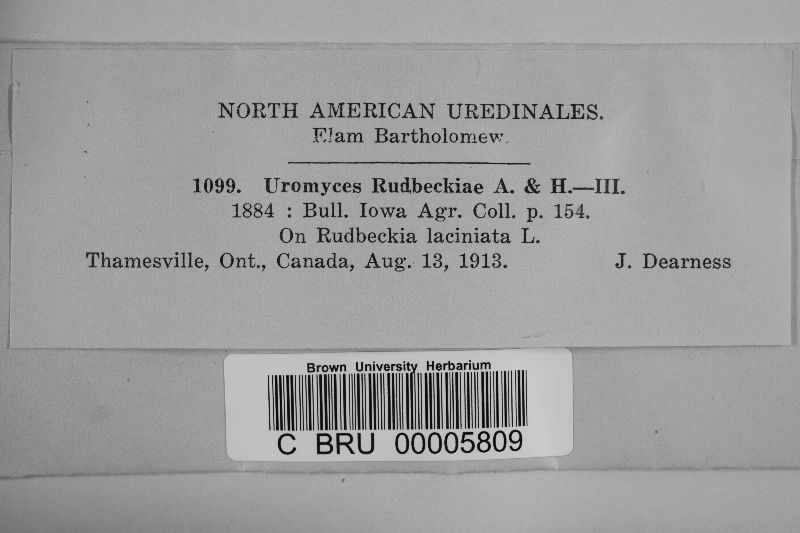 NORTH AMERICAN UREDINALES.
Elam Bartholomew.
1099. Uromyces Rudbeckiae A. & H.—III.
1884 : Bull. Iowa Agr. Coll. p. 154.
On Rudbeckia laciniata L.
Thamesville, Ont., Canada, Aug. 13, 1913. J. Dearness
Brown University Herbarium
C BRU 00005809